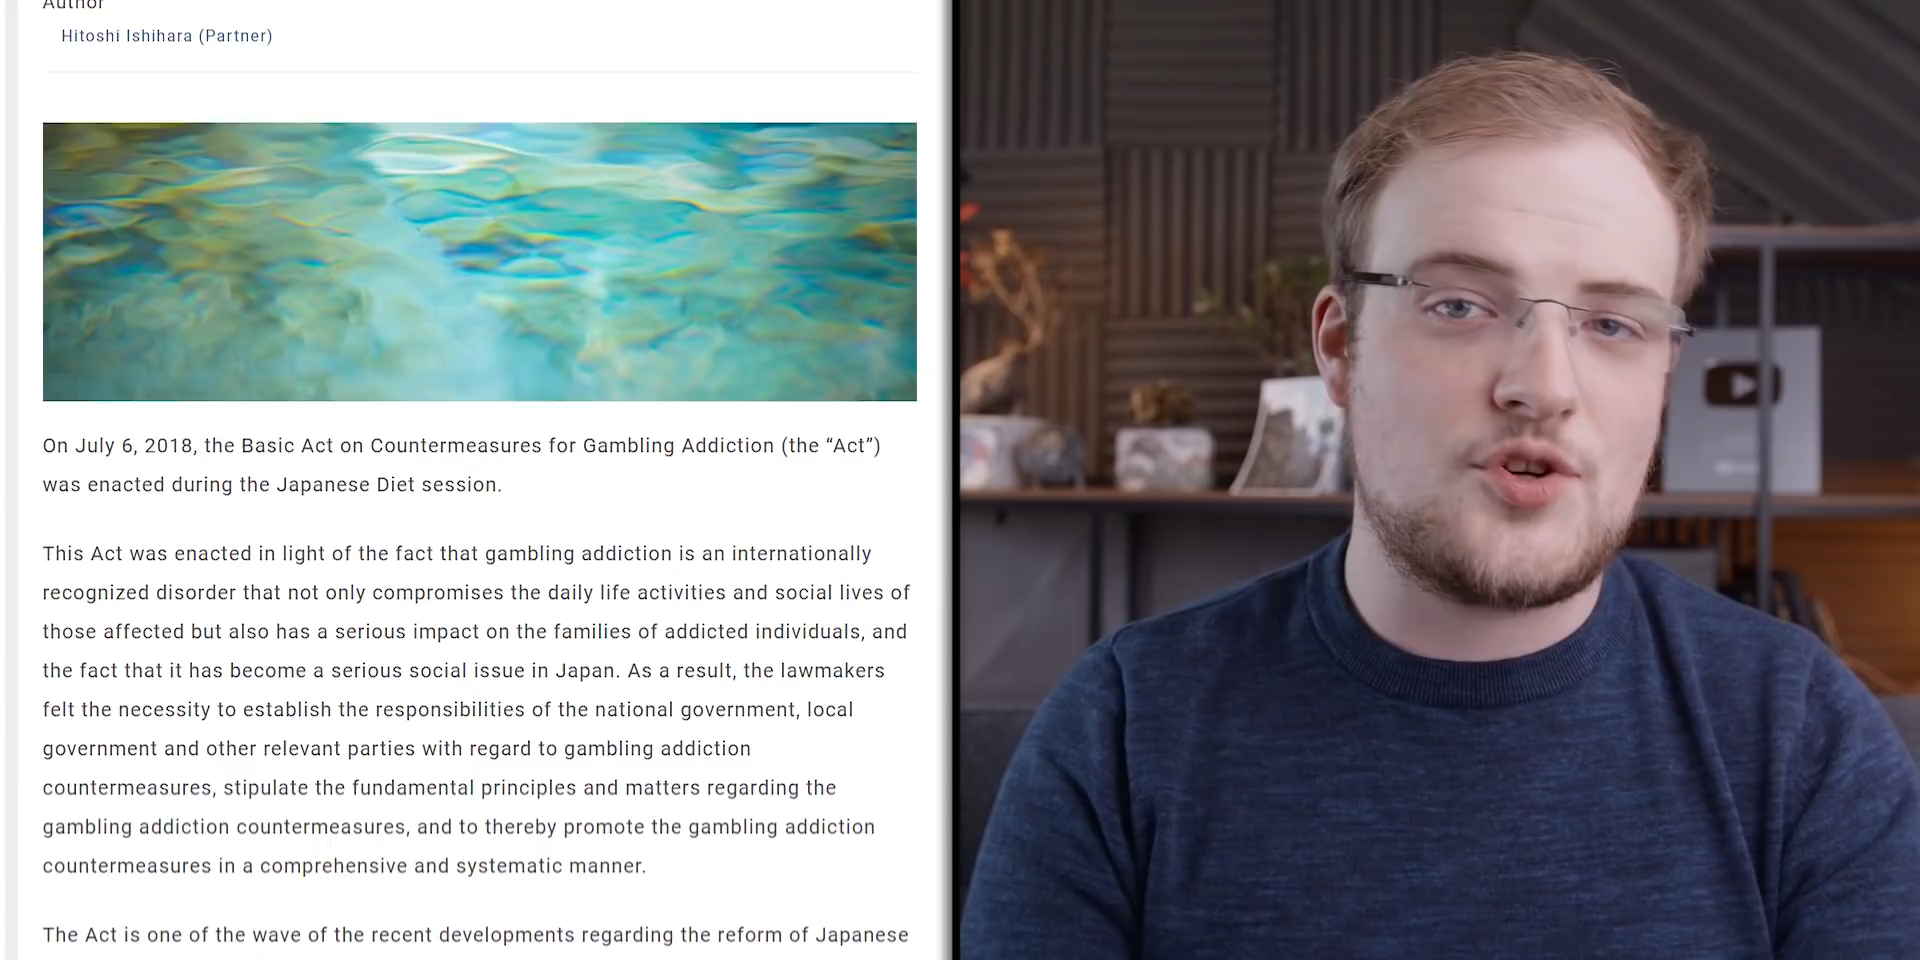 Author
Hitoshi Ishihara (Partner)
On July 6, 2018, the Basic Act on Countermeasures for Gambling Addiction (the “Act”)
was enacted during the Japanese Diet session.
This Act was enacted in light of the fact that gambling addiction is an internationally
recognized disorder that not only compromises the daily life activities and social lives of
those affected but also has a serious impact on the families of addicted individuals, and
the fact that it has become a serious social issue in Japan. As a result, the lawmakers
felt the necessity to establish the responsibilities of the national government, local
government and other relevant parties with regard to gambling addiction
countermeasures, stipulate the fundamental principles and matters regarding the
gambling addiction countermeasures, and to thereby promote the gambling addiction
countermeasures in a comprehensive and systematic manner.
The Act is one of the wave of the recent developments regarding the reform of Japanese